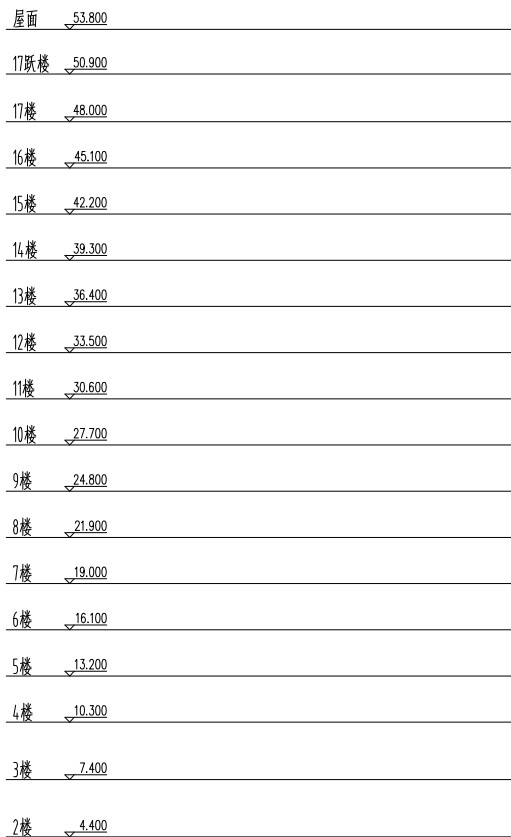 屋面 53.800
17跃楼 50.900
17楼 48.000
16楼 45.100
15楼 42.200
14楼 39.300
13楼 36.400
12楼 33.500
11楼 30.600
10楼 27.700
9楼 24.800
8楼 21.900
7楼 19.000
6楼 16.100
5楼 13.200
4楼 10.300
3楼 7.400
2楼 4.400